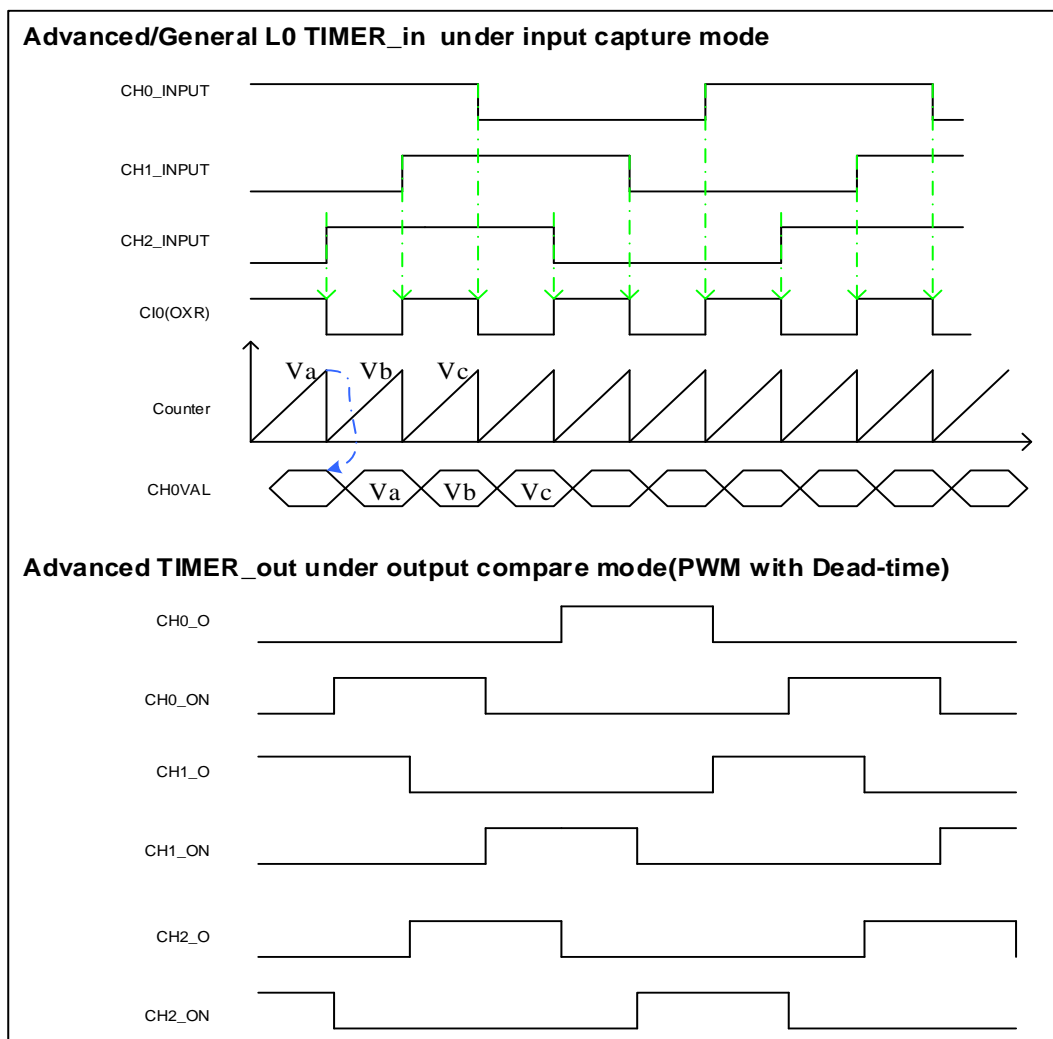 Advanced/General L0 TIMER_in under input capture mode
CH0_INPUT
CH1_INPUT
CH2_INPUT
CI0(OXR)
Va Vb Vc
Counter
CH0VAL
Va Vb Vc
Advanced TIMER_out under output compare mode(PWM with Dead-time)
CH0_O
CH0_ON
CH1_O
CH1_ON
CH2_O
CH2_ON